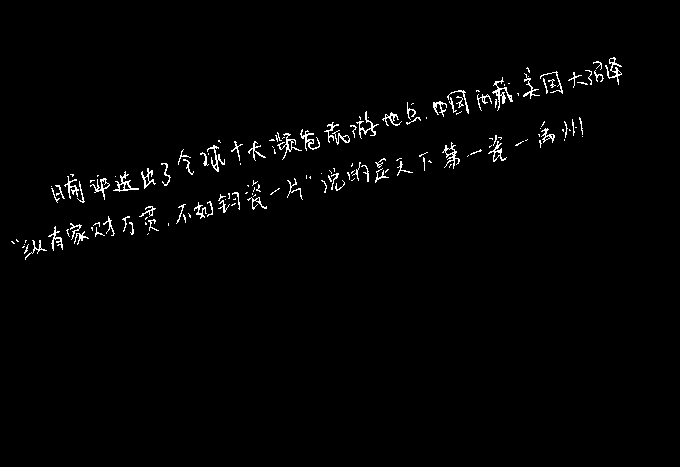 日前评选出了全球十大濒危旅游地点,中国西藏,美国大沼泽
“纵有家财万贯,不如钧瓷一片”说的是天下第一瓷一禹州